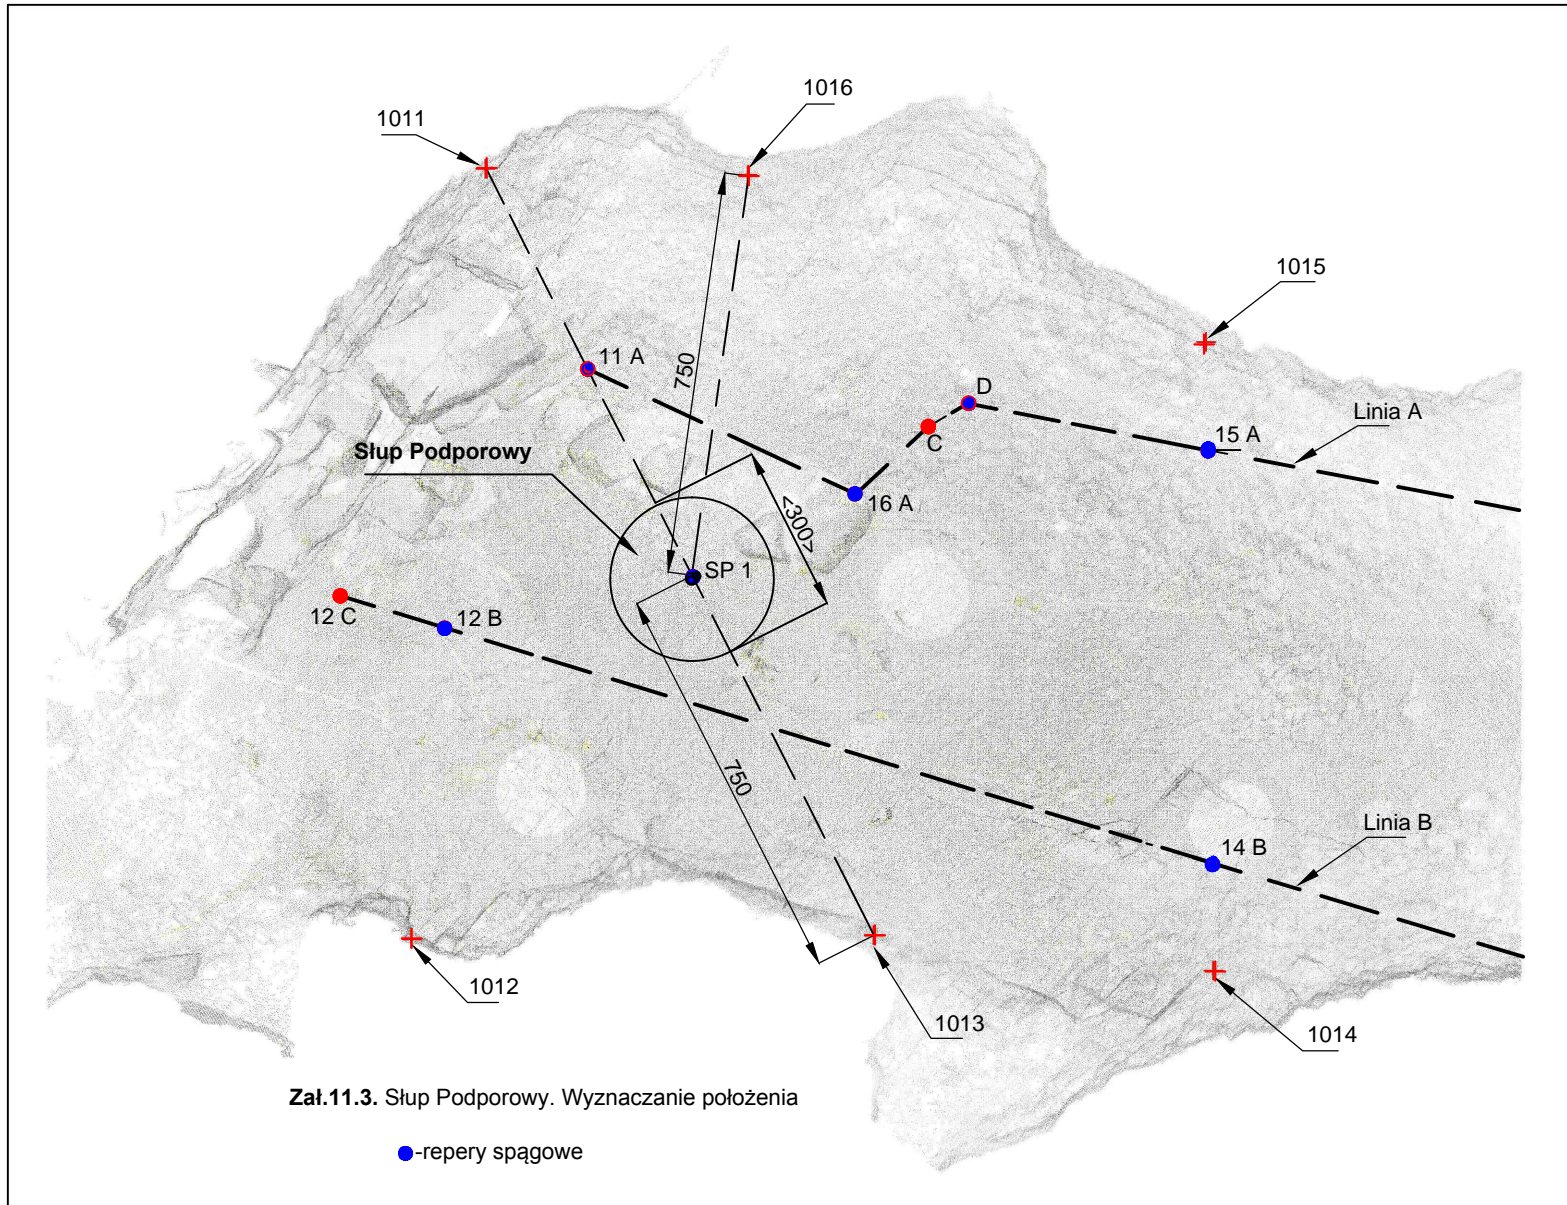 1016
1011
1015
11 A
750
D
Linia A
C
15 A
Słup Podporowy
16 A
<300>
SP 1
12 C
12 B
750
Linia B
14 B
1012
1013
1014
Zał.11.3. Słup Podporowy. Wyznaczanie położenia
-repery spągowe